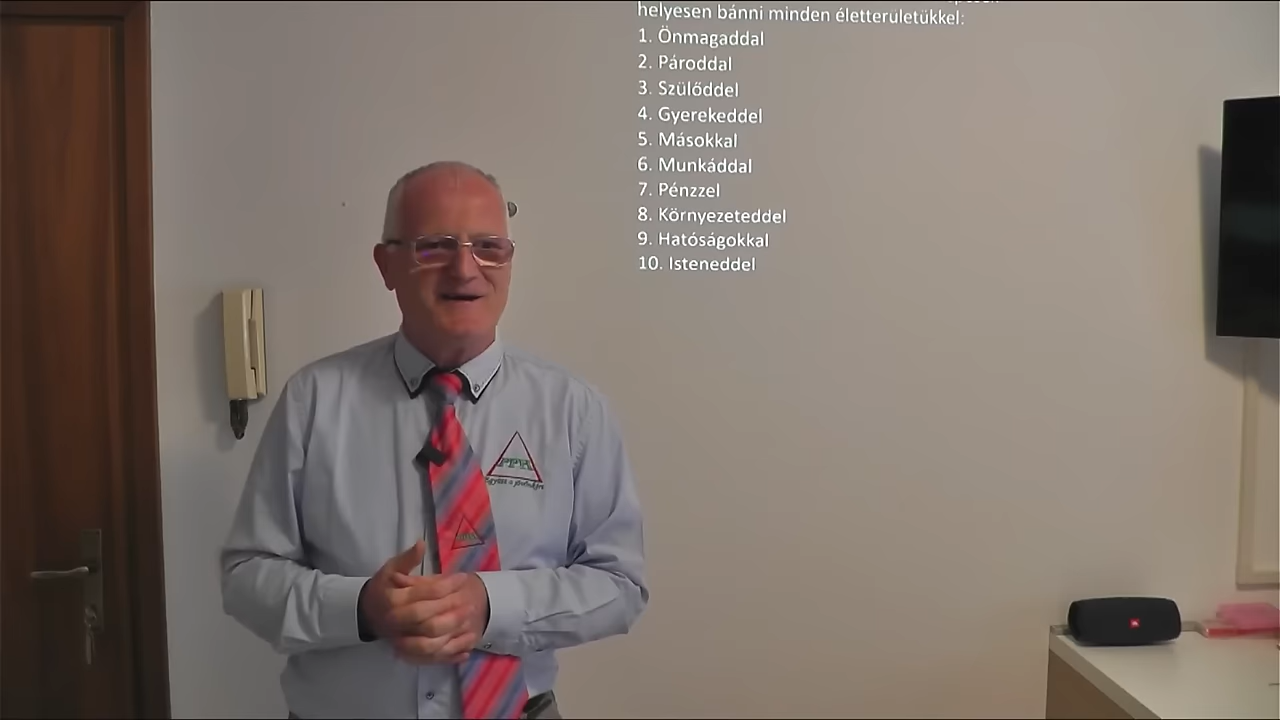 helyesen bánni minden életterületükkel:
1. Önmagaddal
2. Pároddal
3. Szülőddel
4. Gyerekeddel
5. Másokkal
6. Munkáddal
7. Pénzzel
8. Környezeteddel
9. Hatóságokkal
10. Isteneddel